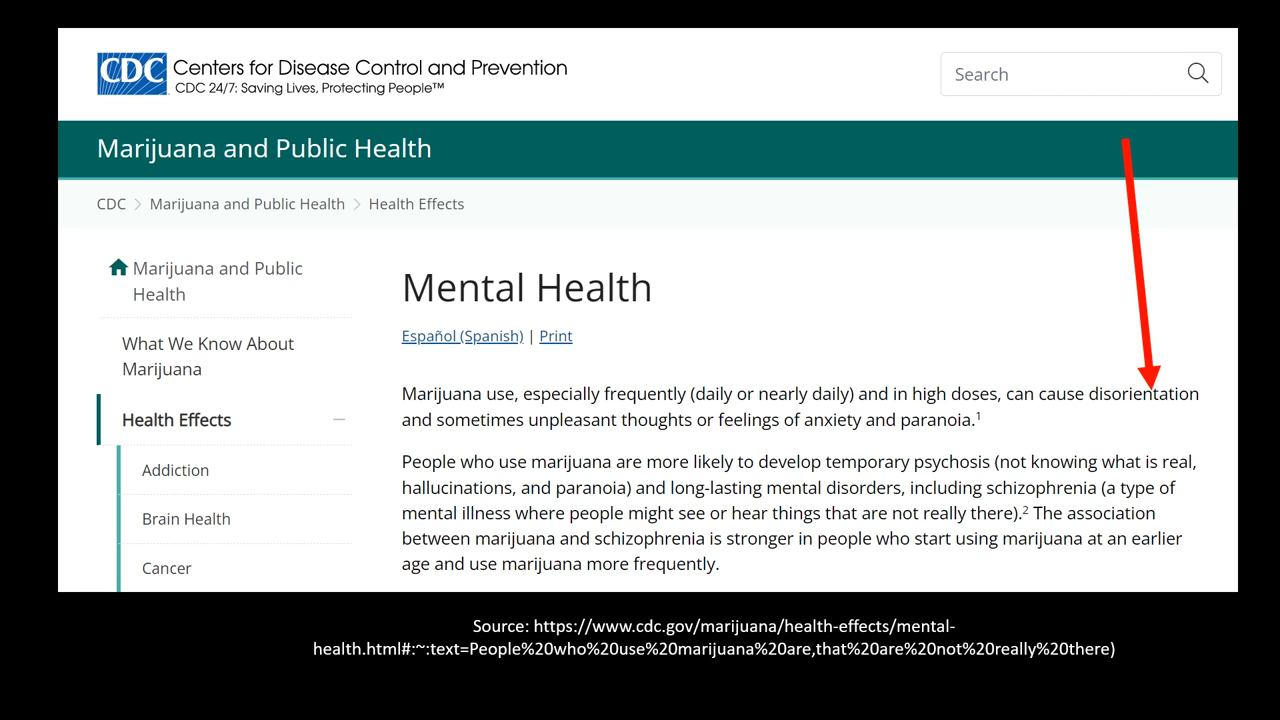 CDC Centers for Disease Control and Prevention
CDC 24/7: Saving Lives, Protecting People™
Search
Marijuana and Public Health
CDC > Marijuana and Public Health > Health Effects
Marijuana and Public
Health
What We Know About
Marijuana
Health Effects
Addiction
Brain Health
Cancer
Mental Health
Español (Spanish) | Print
Marijuana use, especially frequently (daily or nearly daily) and in high doses, can cause disorientation
and sometimes unpleasant thoughts or feelings of anxiety and paranoia.¹
People who use marijuana are more likely to develop temporary psychosis (not knowing what is real,
hallucinations, and paranoia) and long-lasting mental disorders, including schizophrenia (a type of
mental illness where people might see or hear things that are not really there).² The association
between marijuana and schizophrenia is stronger in people who start using marijuana at an earlier
age and use marijuana more frequently.
Source: https://www.cdc.gov/marijuana/health-effects/mental-
health.html#:~:text=People%20who%20use%20marijuana%20are,that%20are%20not%20really%20there)